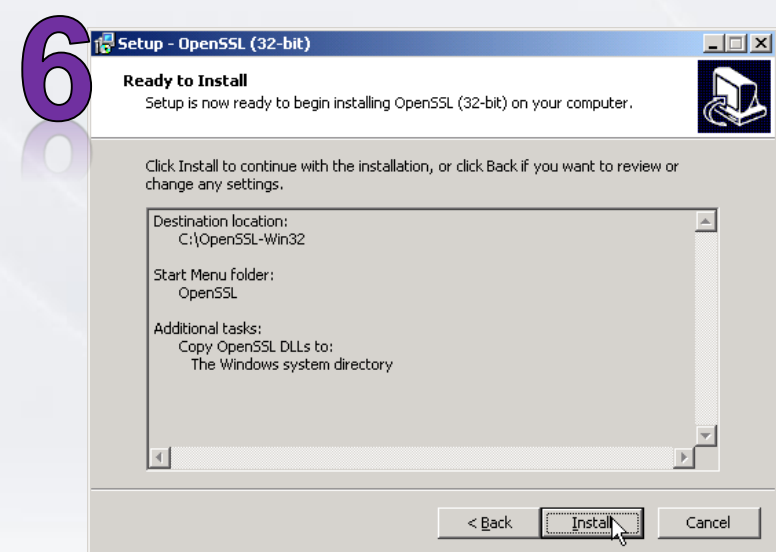 6
Setup - OpenSSL (32-bit)
Ready to Install
Setup is now ready to begin installing OpenSSL (32-bit) on your computer.
Click Install to continue with the installation, or click Back if you want to review or
change any settings.
Destination location:
C:\OpenSSL-Win32
Start Menu folder:
OpenSSL
Additional tasks:
Copy OpenSSL DLLs to:
The Windows system directory
< Back
Install
Cancel